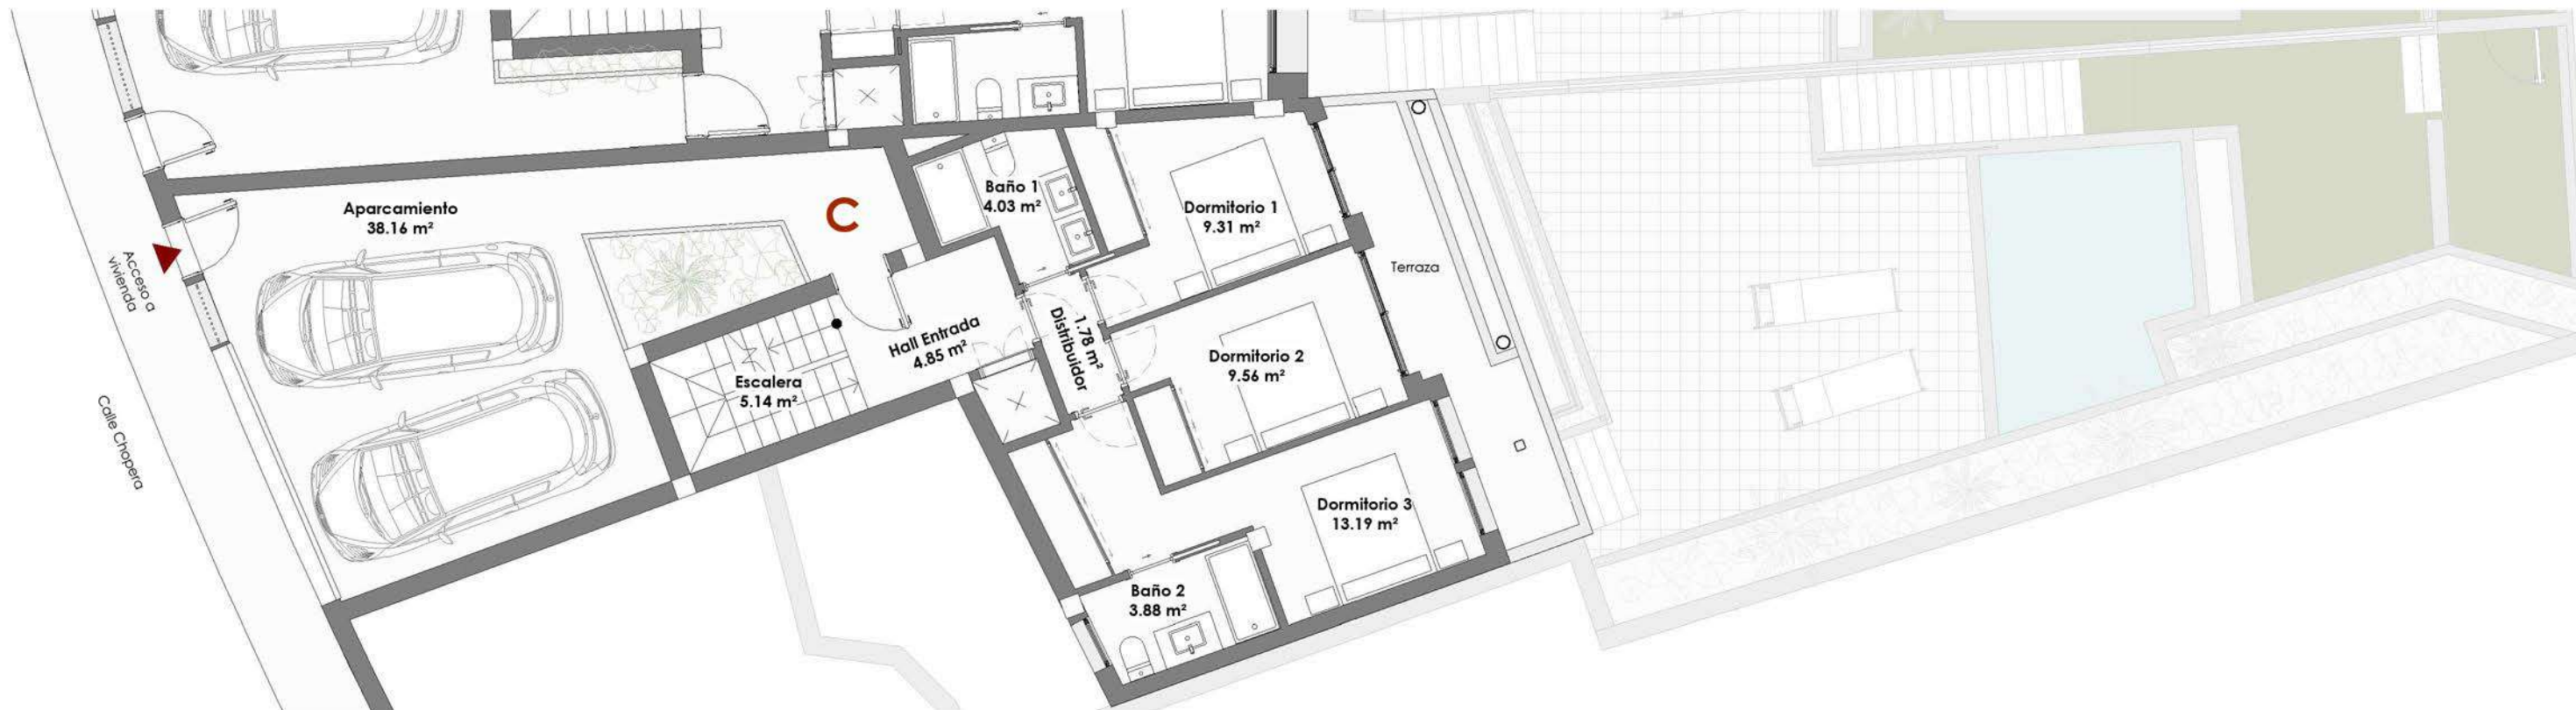 Aparcamiento
38.16 m²
C
Baño 1
4.03 m²
Dormitorio 1
9.31 m²
Acceso a
vivienda
Terraza
Hall Entrada
4.85 m²
Distribuidor
1.78 m²
Dormitorio 2
9.56 m²
Escalera
5.14 m²
Calle Chopera
Dormitorio 3
13.19 m²
Baño 2
3.88 m²